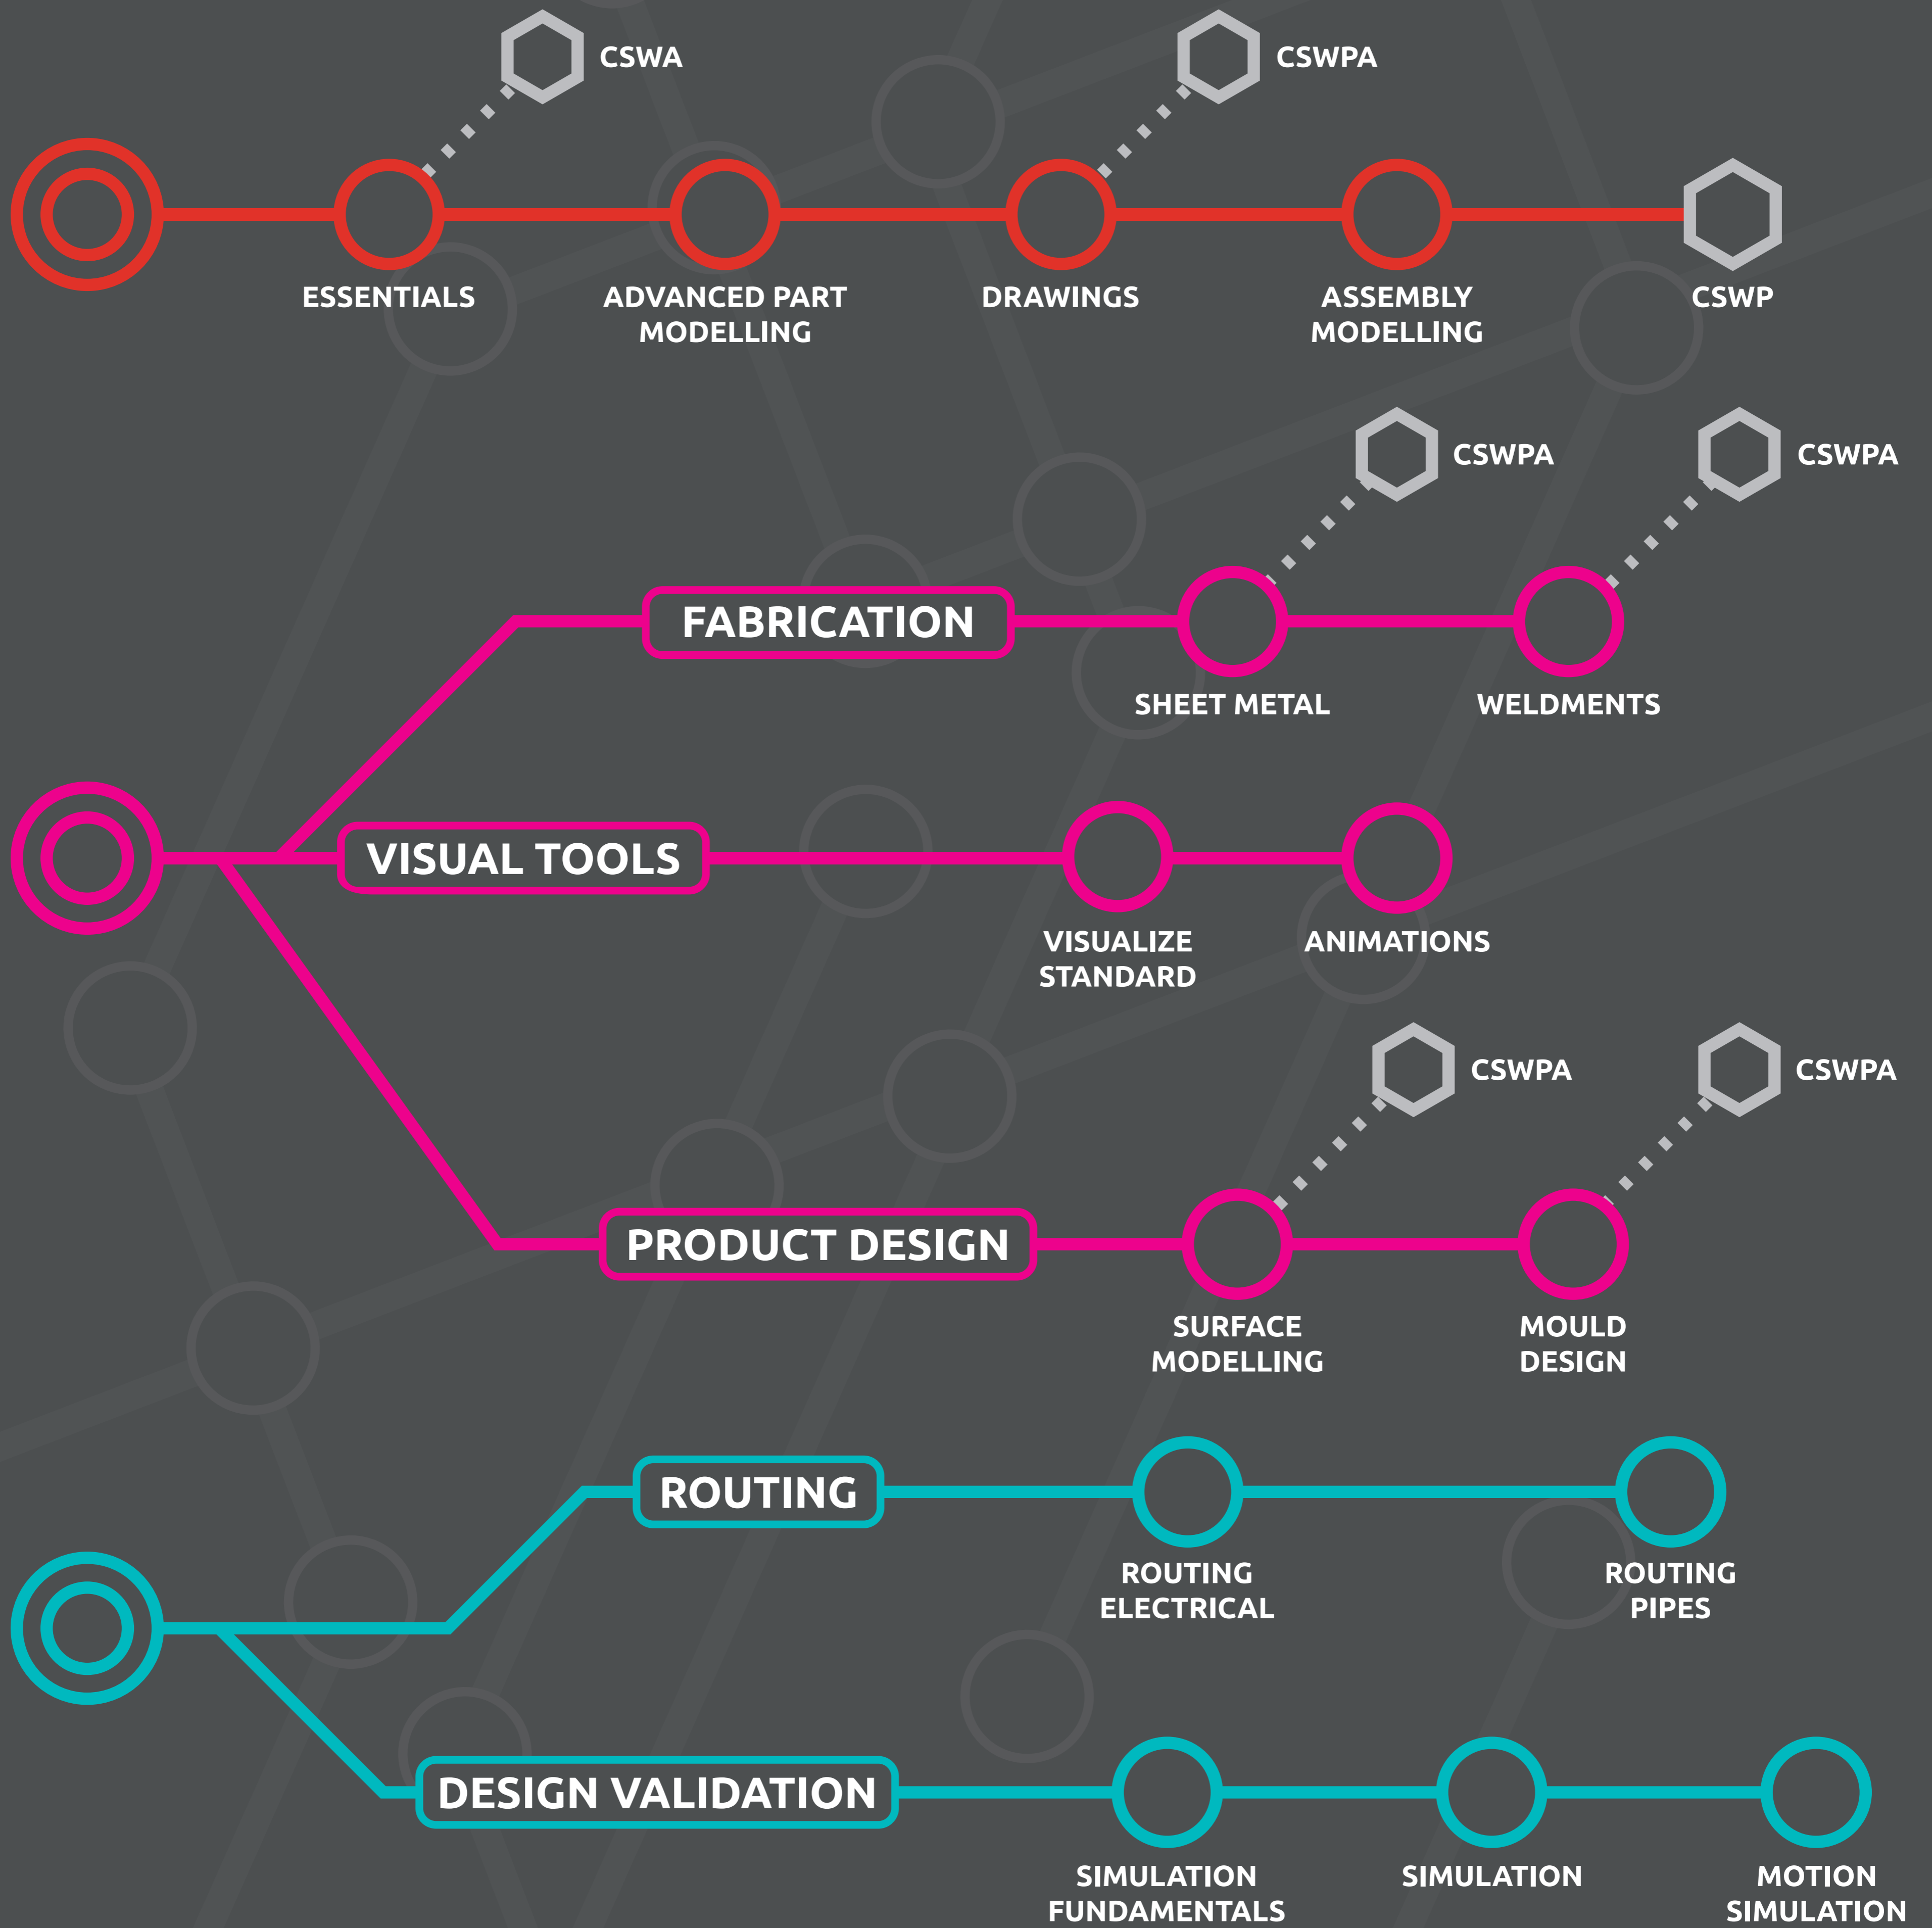 CSWA
CSWPA
ESSENTIALS
ADVANCED PART
MODELLING
DRAWINGS
ASSEMBLY
MODELLING
CSWP
CSWPA
CSWPA
FABRICATION
SHEET METAL
WELDMENTS
VISUAL TOOLS
VISUALIZE
STANDARD
ANIMATIONS
CSWPA
CSWPA
PRODUCT DESIGN
SURFACE
MODELLING
MOULD
DESIGN
ROUTING
ROUTING
ELECTRICAL
ROUTING
PIPES
DESIGN VALIDATION
SIMULATION
FUNDAMENTALS
SIMULATION
MOTION
SIMULATION